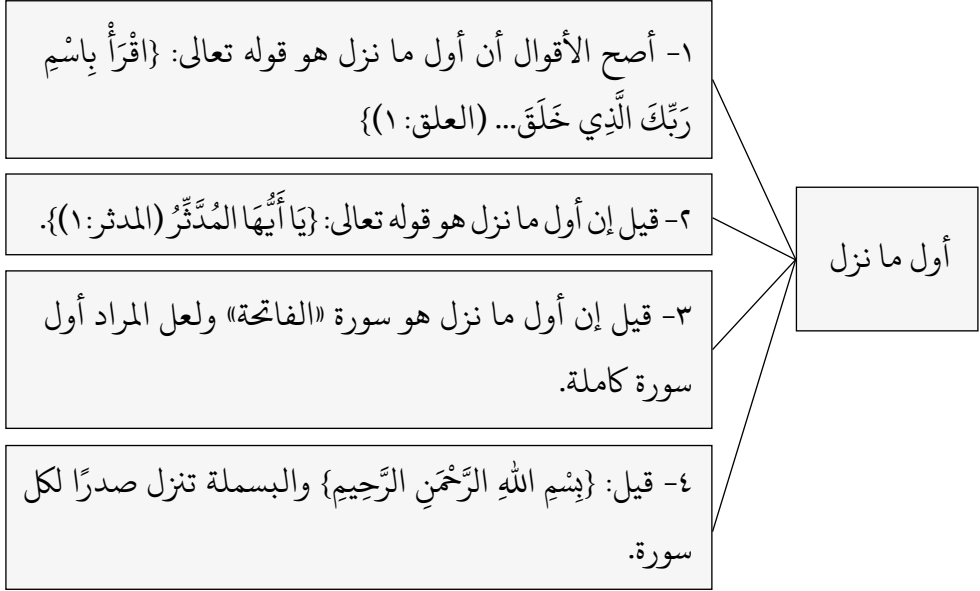 أول ما نزل
١- أصح الأقوال أن أول ما نزل هو قوله تعالى: {اقْرَأْ بِاسْمِ
رَبِّكَ الَّذِي خَلَقَ... (العلق: ١)}
٢- قيل إن أول ما نزل هو قوله تعالى: {يَا أَيُّهَا المُدَّثِّرُ (المدثر:١)}.
٣- قيل إن أول ما نزل هو سورة «الفاتحة» ولعل المراد أول
سورة كاملة.
٤- قيل: {بِسْمِ اللهِ الرَّحْمَنِ الرَّحِيمِ} والبسملة تنزل صدرًا لكل
سورة.